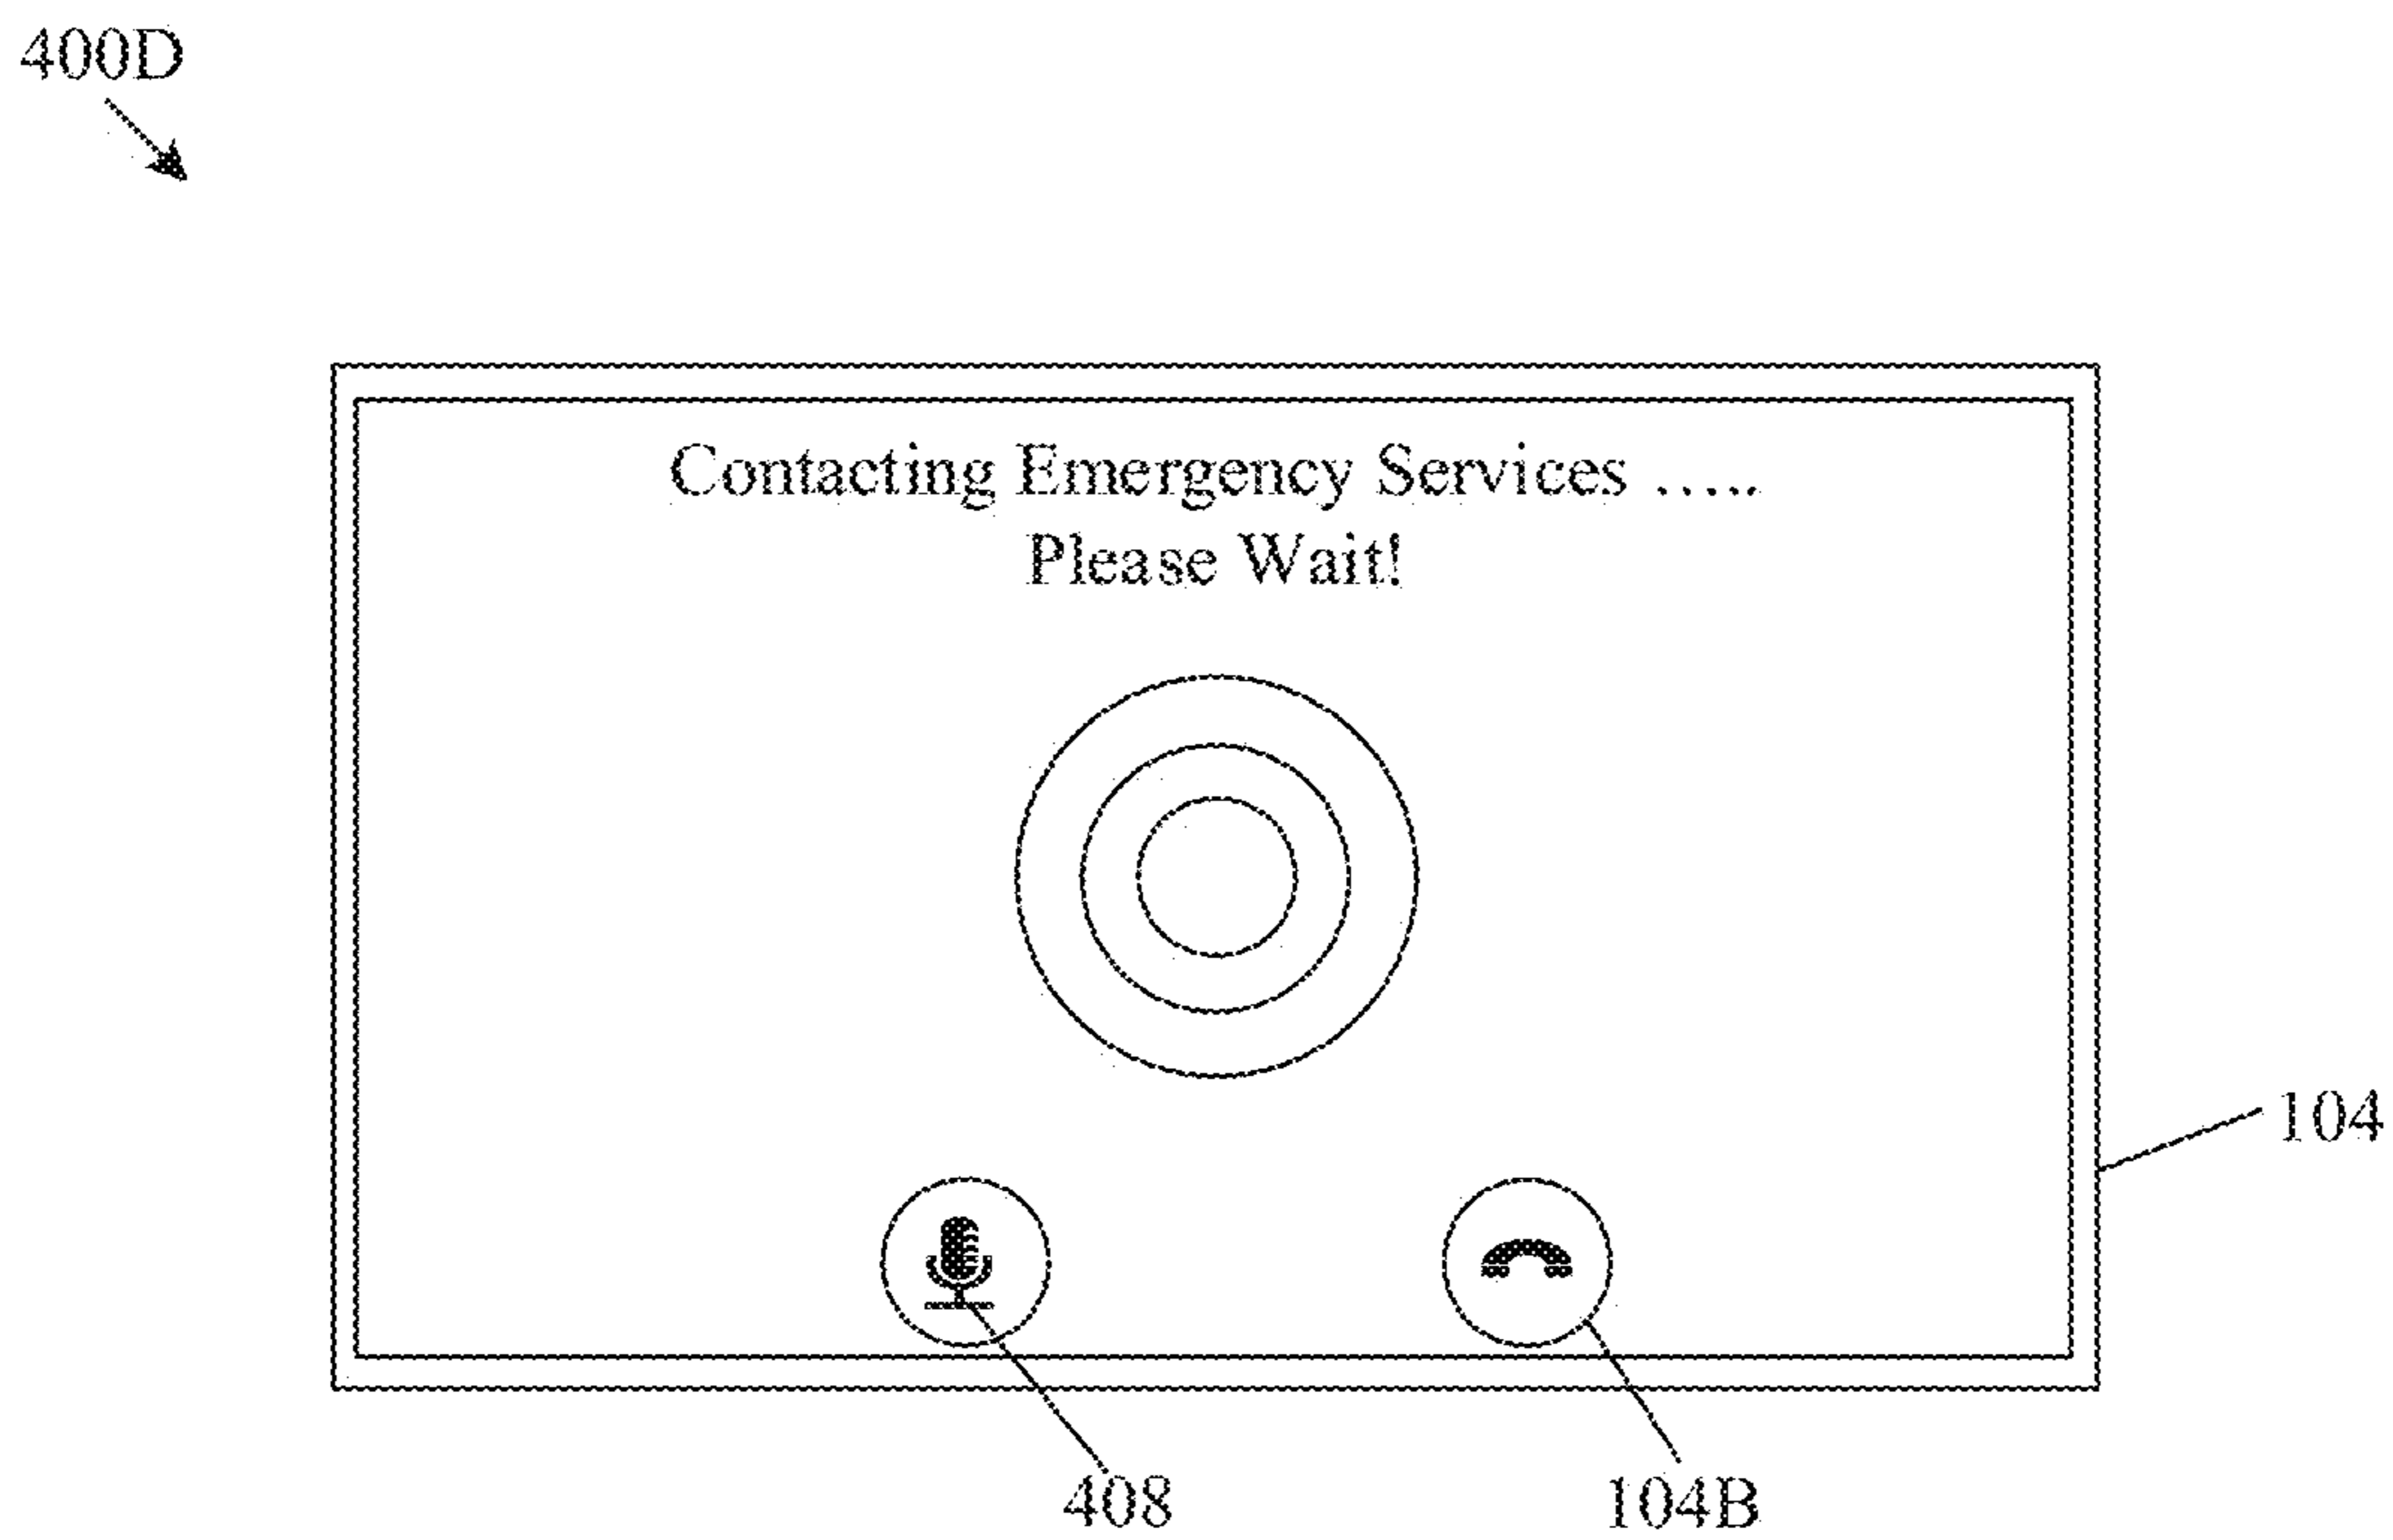 400D
Contacting Emergency Services .....
Please Wait!
104
408
104B